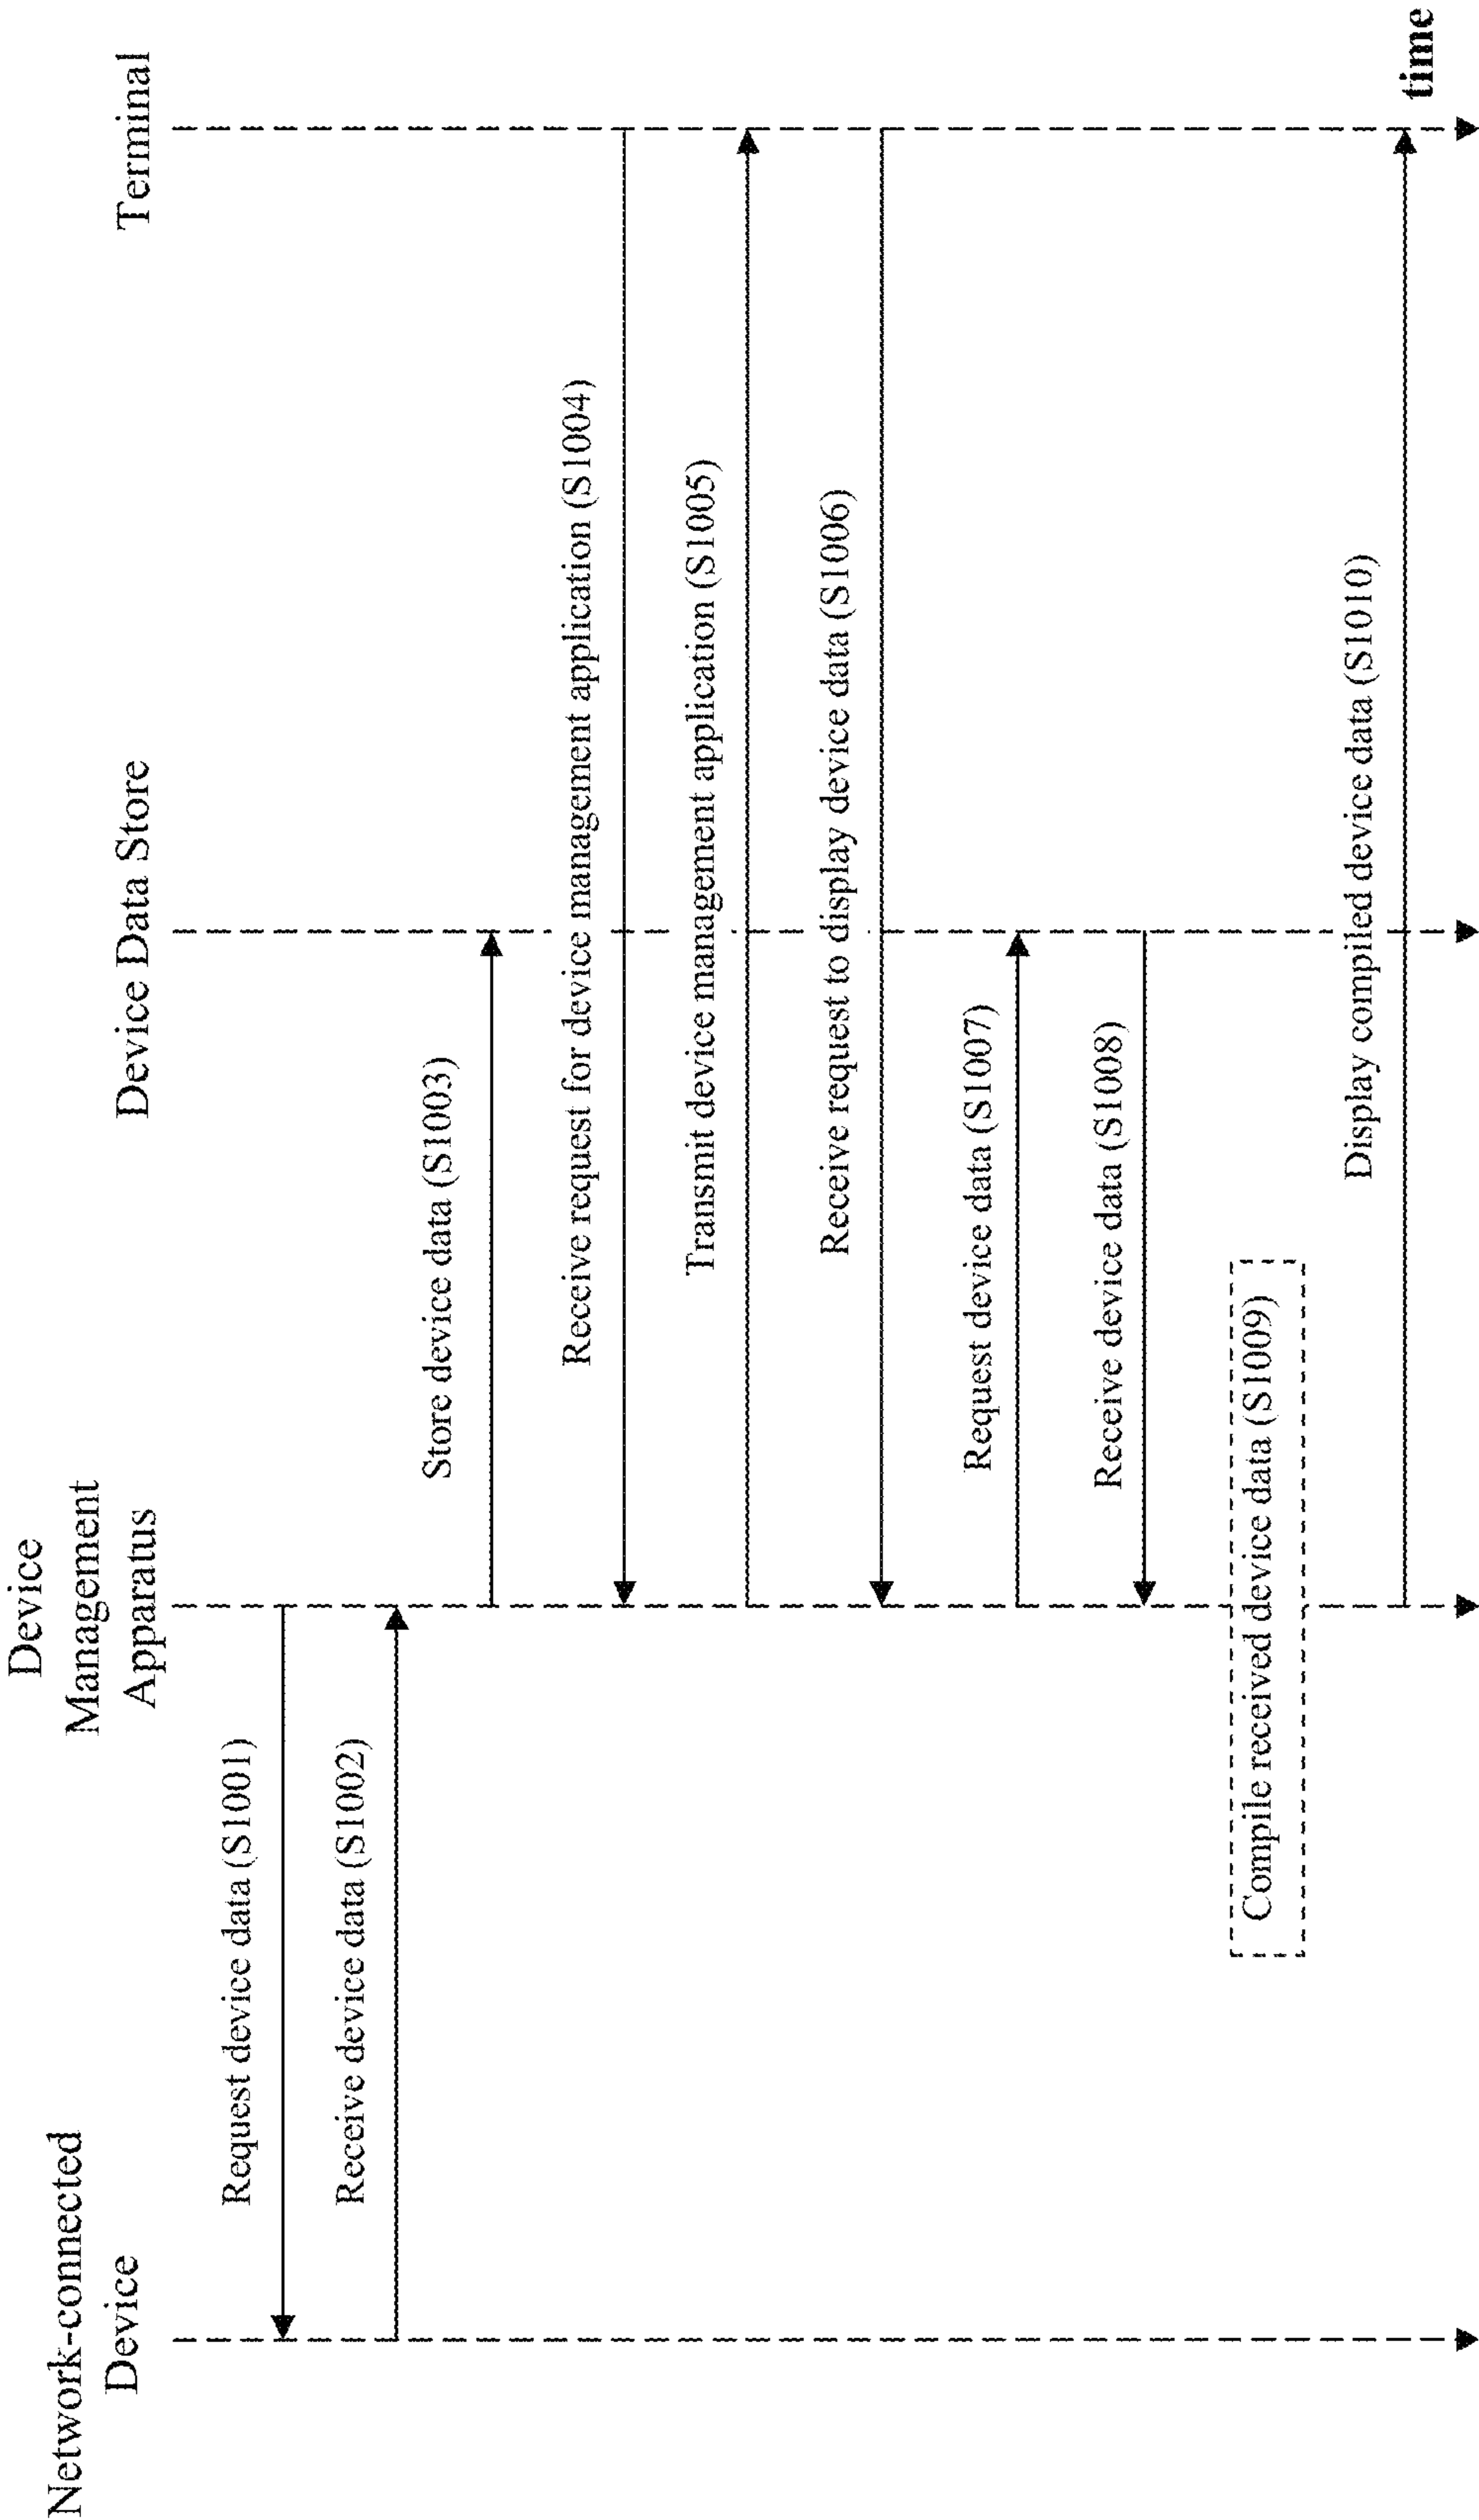 Network-connected
Device
Device
Management
Apparatus
Device Data Store
Terminal
Request device data (S1001)
Receive device data (S1002)
Store device data (S1003)
Receive request for device management application (S1004)
Transmit device management application (S1005)
Receive request to display device data (S1006)
Request device data (S1007)
Receive device data (S1008)
Compile received device data (S1009)
Display compiled device data (S1010)
time